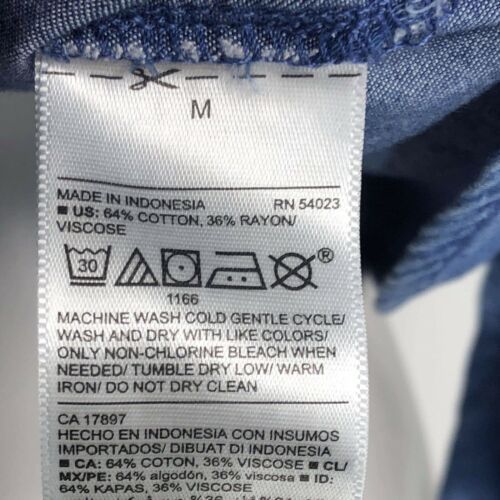 M
MADE IN INDONESIA RN 54023
■ US: 64% COTTON, 36% RAYON/
VISCOSE
30 ®
1166
MACHINE WASH COLD GENTLE CYCLE/
WASH AND DRY WITH LIKE COLORS/
ONLY NON-CHLORINE BLEACH WHEN
NEEDED/ TUMBLE DRY LOW/ WARM
IRON/ DO NOT DRY CLEAN
CA 17897
HECHO EN INDONESIA CON INSUMOS
IMPORTADOS/ DIBUAT DI INDONESIA
■ CA: 64% COTTON, 36% VISCOSE ■ CL/
MX/PE: 64% algodón, 36% viscosa ■ ID:
64% KAPAS, 36% VISCOSE